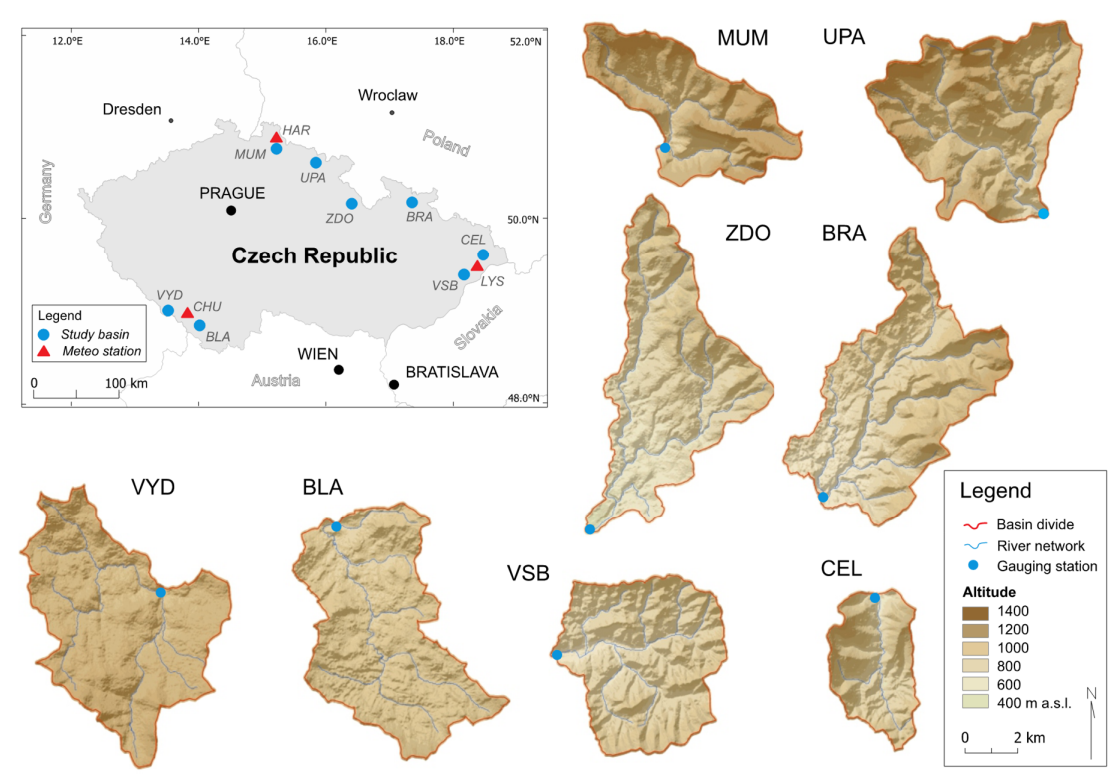 12.0°E 14.0°E 16.0°E 18.0°E 52.0°N
Dresden
Wroclaw
HAR
MUM
Poland
UPA
Germany
PRAGUE
ZDO
BRA
50.0°N
Czech Republic
CEL
VSB
LYS
VYD
CHU
BLA
Slovakia
Legend
Study basin
Meteo station
0 100 km
WIEN
BRATISLAVA
Austria
48.0°N
MUM
UPA
ZDO
BRA
VYD
BLA
VSB
CEL
Legend
Basin divide
River network
Gauging station
Altitude
1400
1200
1000
800
600
400 m a.s.l.
N
0 2 km